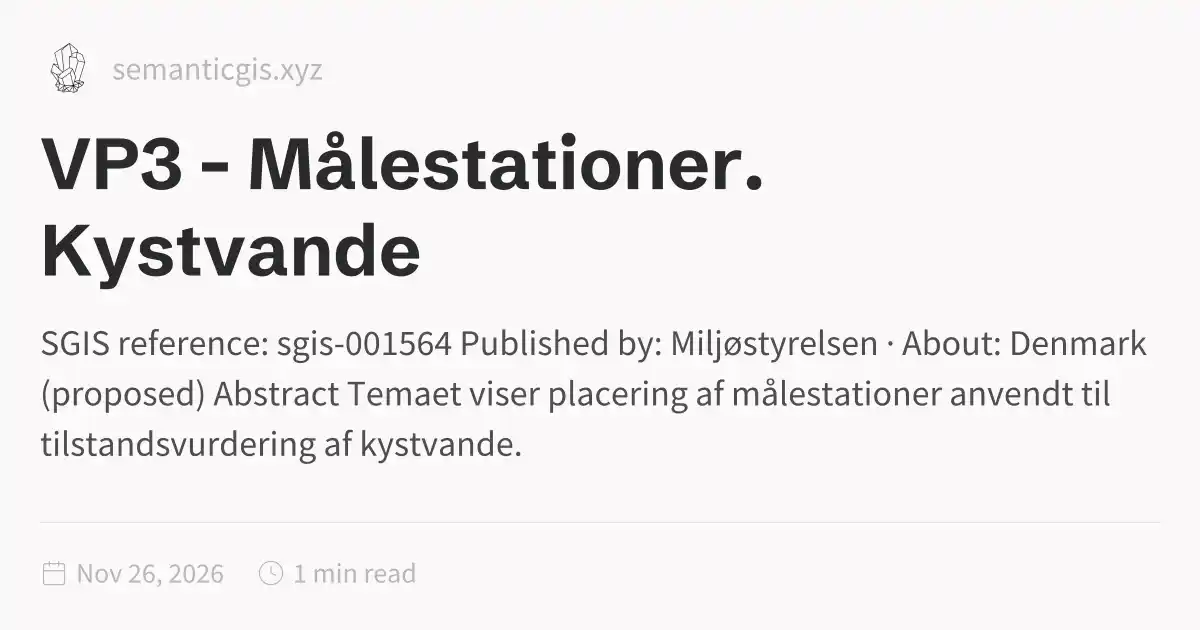 semanticgis.xyz
VP3 - Målestationer.
Kystvande
SGIS reference: sgis-001564 Published by: Miljøstyrelsen · About: Denmark
(proposed) Abstract Temaet viser placering af målestationer anvendt til
tilstandsvurdering af kystvande.
Nov 26, 2026 1 min read